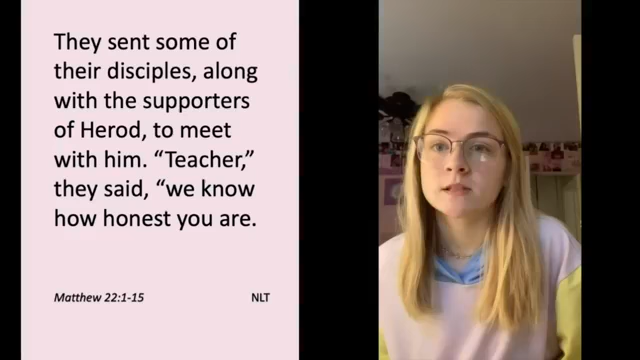 They sent some of
their disciples, along
with the supporters
of Herod, to meet
with him. “Teacher,”
they said, “we know
how honest you are.
Matthew 22:1-15 NLT